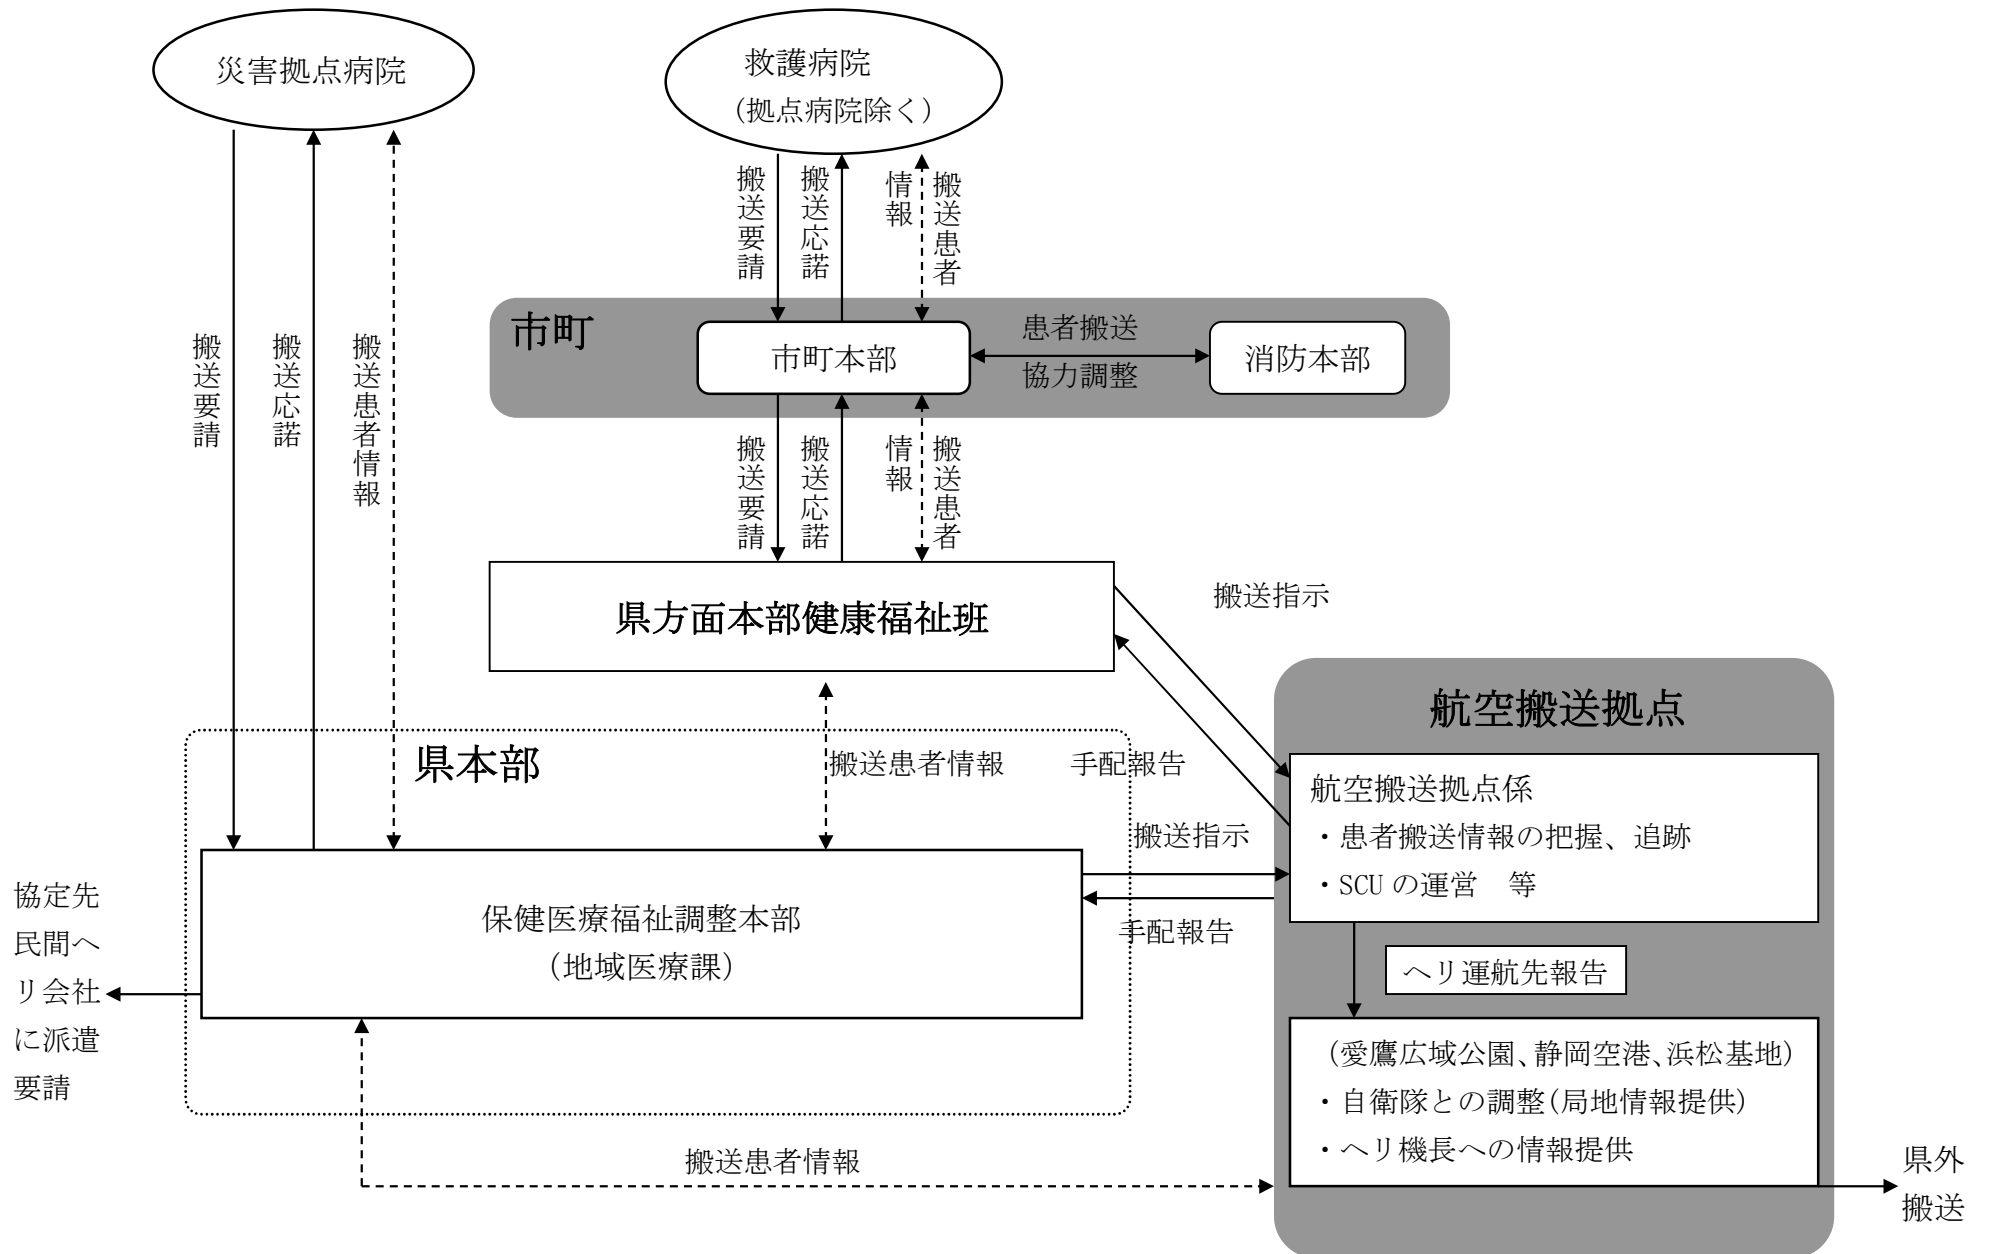 災害拠点病院
救護病院
（拠点病院除く）
搬送要請
搬送応諾
情報
搬送患者
市町
市町本部
患者搬送
協力調整
消防本部
搬送要請
搬送応諾
搬送患者情報
搬送要請
搬送応諾
情報
搬送患者
県方面本部健康福祉班
搬送指示
航空搬送拠点
県本部
搬送患者情報
手配報告
航空搬送拠点係
・患者搬送情報の把握、追跡
・SCUの運営　等
搬送指示
保健医療福祉調整本部
（地域医療課）
手配報告
協定先
民間ヘ
リ会社
に派遣
要請
ヘリ運航先報告
（愛鷹広域公園、静岡空港、浜松基地）
・自衛隊との調整(局地情報提供)
・ヘリ機長への情報提供
搬送患者情報
県外
搬送